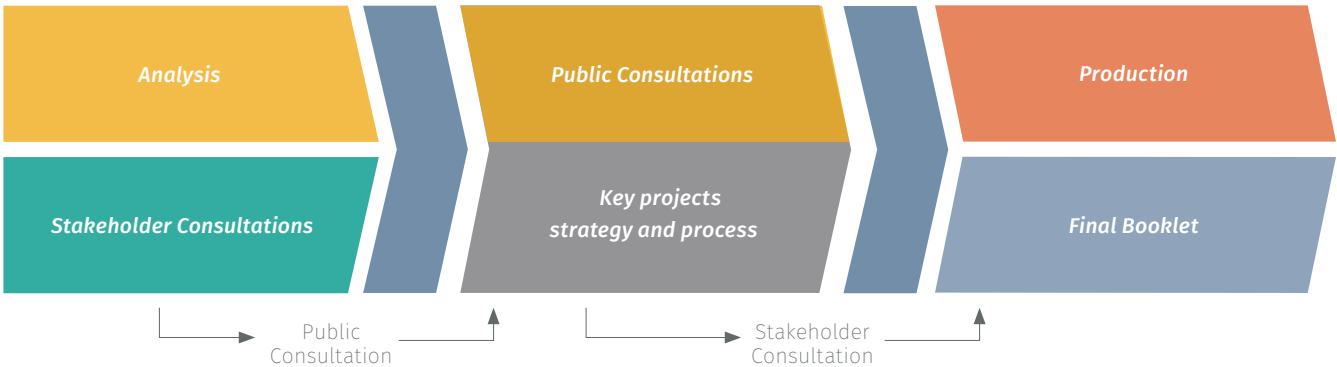 Analysis
Public Consultations
Production
Stakeholder Consultations
Key projects
strategy and process
Final Booklet
Public
Consultation
Stakeholder
Consultation